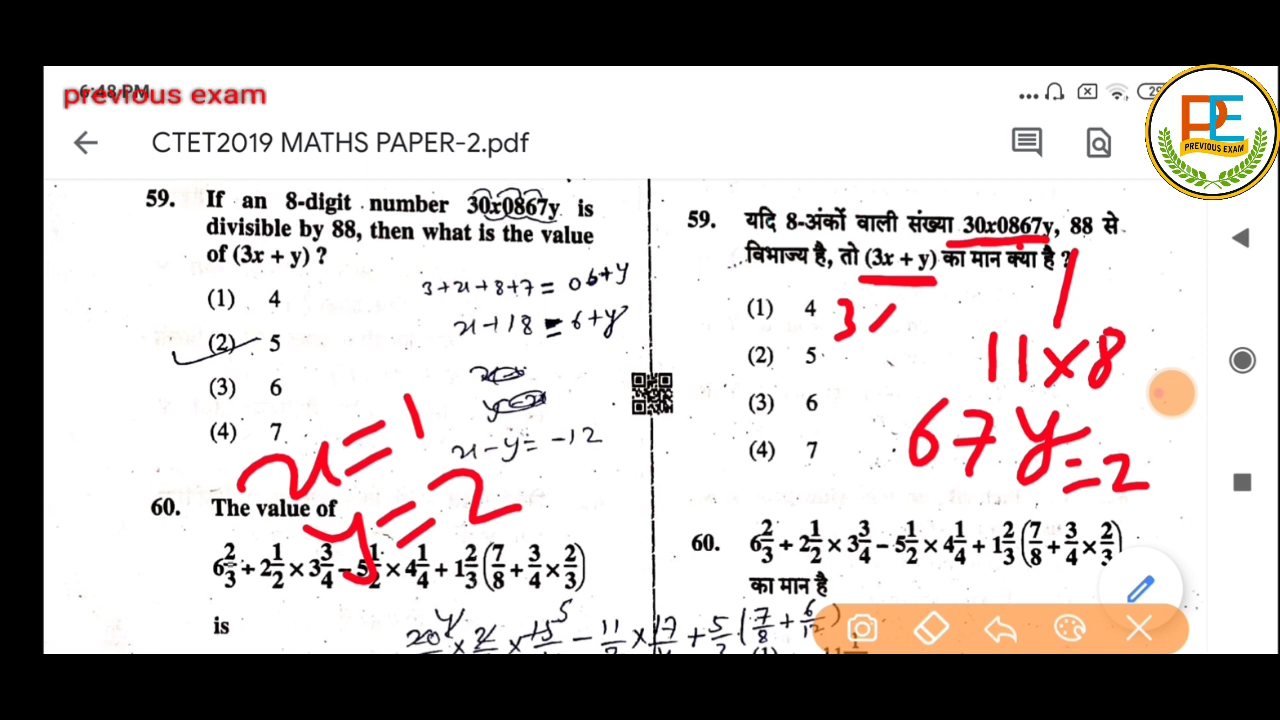 6:48 PM
previous exam
29
PE
PREVIOUS EXAM
CTET2019 MATHS PAPER-2.pdf
59. If an 8-digit number 30x0867y is
divisible by 88, then what is the value
of (3x + y) ?
(1) 4
(2) 5
(3) 6
(4) 7
3+x+8+7 = 0 6+y
x+18 = 6+y
x-y = -12
x=1
y=2
60. The value of
6 2/3 ÷ 2 1/2 × 3 3/4 - 5 1/2 × 4 1/4 + 1 2/3 (7/8 + 3/4 × 2/3)
is
59. यदि 8-अंकों वाली संख्या 30x0867y, 88 से
विभाज्य है, तो (3x + y) का मान क्या है ?
(1) 4
(2) 5
(3) 6
(4) 7
3
11×8
67y=2
60. 6 2/3 ÷ 2 1/2 × 3 3/4 - 5 1/2 × 4 1/4 + 1 2/3 (7/8 + 3/4 × 2/3)
का मान है